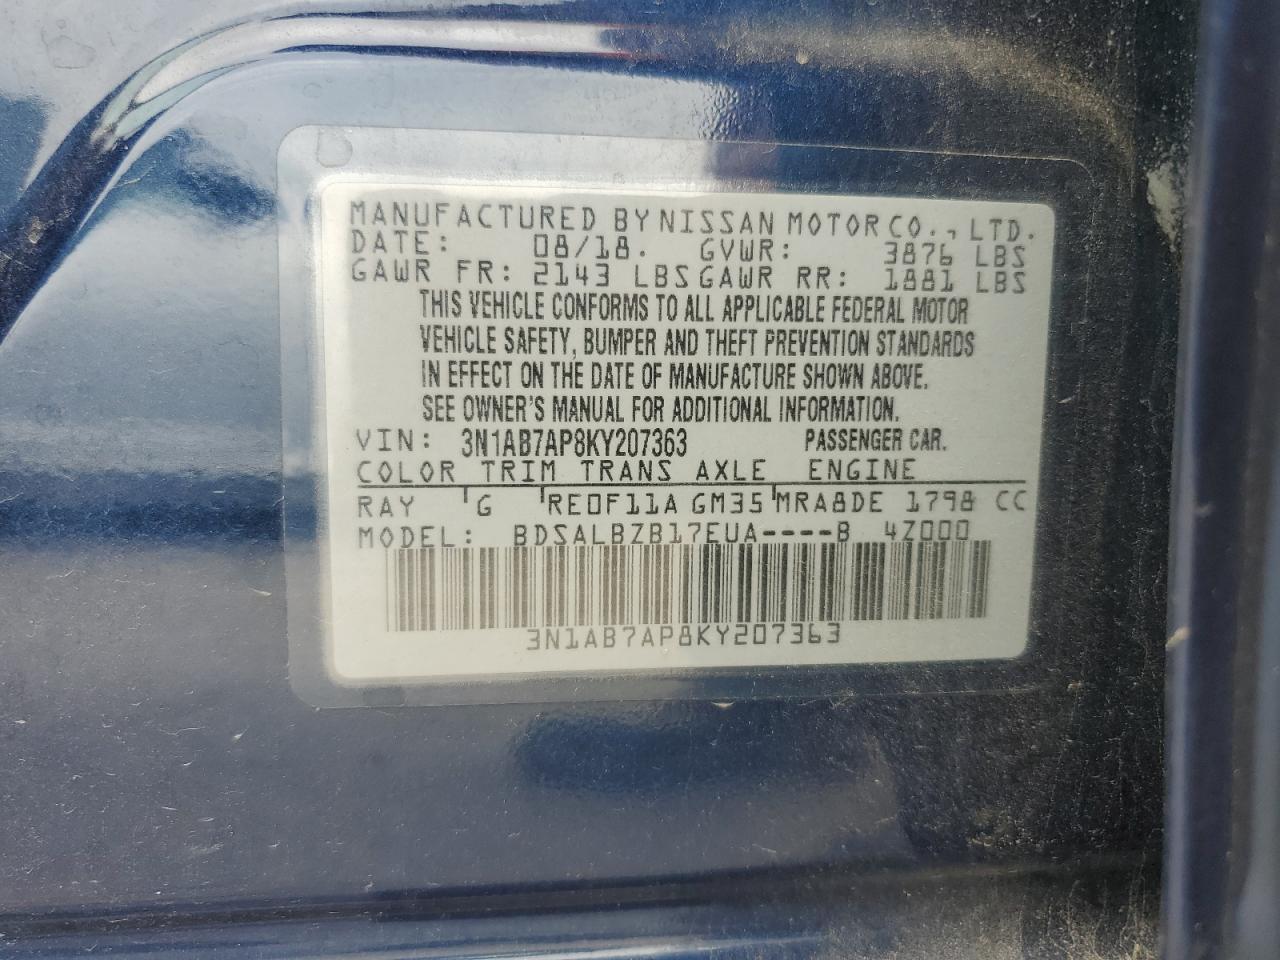 MANUFACTURED BY NISSAN MOTOR CO., LTD.
DATE: 08/18. GVWR: 3876 LBS
GAWR FR: 2143 LBS GAWR RR: 1881 LBS
THIS VEHICLE CONFORMS TO ALL APPLICABLE FEDERAL MOTOR
VEHICLE SAFETY, BUMPER AND THEFT PREVENTION STANDARDS
IN EFFECT ON THE DATE OF MANUFACTURE SHOWN ABOVE.
SEE OWNER'S MANUAL FOR ADDITIONAL INFORMATION.
VIN: 3N1AB7AP8KY207363 PASSENGER CAR.
COLOR TRIM TRANS AXLE ENGINE
RAY G RE0F11A GM35 MRA8DE 1798 CC
MODEL: BDSALBZB17EUA----B 4Z000
3N1AB7AP8KY207363